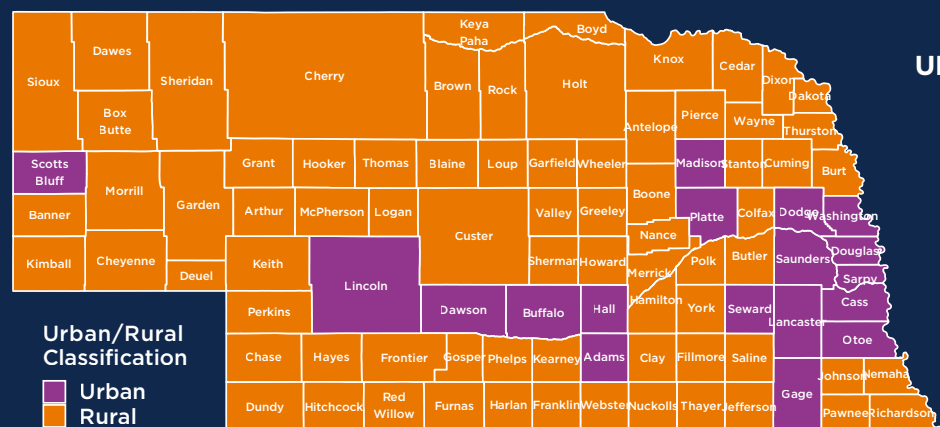 Keya
Paha
Boyd
Dawes
Knox
Cedar
UI
Sioux
Sheridan
Cherry
Brown
Rock
Holt
Dixon
Dakota
Box
Butte
Antelope
Pierce
Wayne
Thurston
Scotts
Bluff
Grant
Hooker
Thomas
Blaine
Loup
Garfield
Wheeler
Madison
Stanton
Cuming
Burt
Morrill
Garden
Boone
Banner
Arthur
McPherson
Logan
Custer
Valley
Greeley
Platte
Colfax
Dodge
Washington
Nance
Kimball
Cheyenne
Deuel
Keith
Lincoln
Sherman
Howard
Merrick
Polk
Butler
Saunders
Douglas
Sarpy
Perkins
Dawson
Buffalo
Hall
Hamilton
York
Seward
Lancaster
Cass
Otoe
Urban/Rural
Classification
Chase
Hayes
Frontier
Gosper
Phelps
Kearney
Adams
Clay
Fillmore
Saline
Johnson
Nemaha
Urban
Gage
Rural
Dundy
Hitchcock
Red
Willow
Furnas
Harlan
Franklin
Webster
Nuckolls
Thayer
Jefferson
Pawnee
Richardson